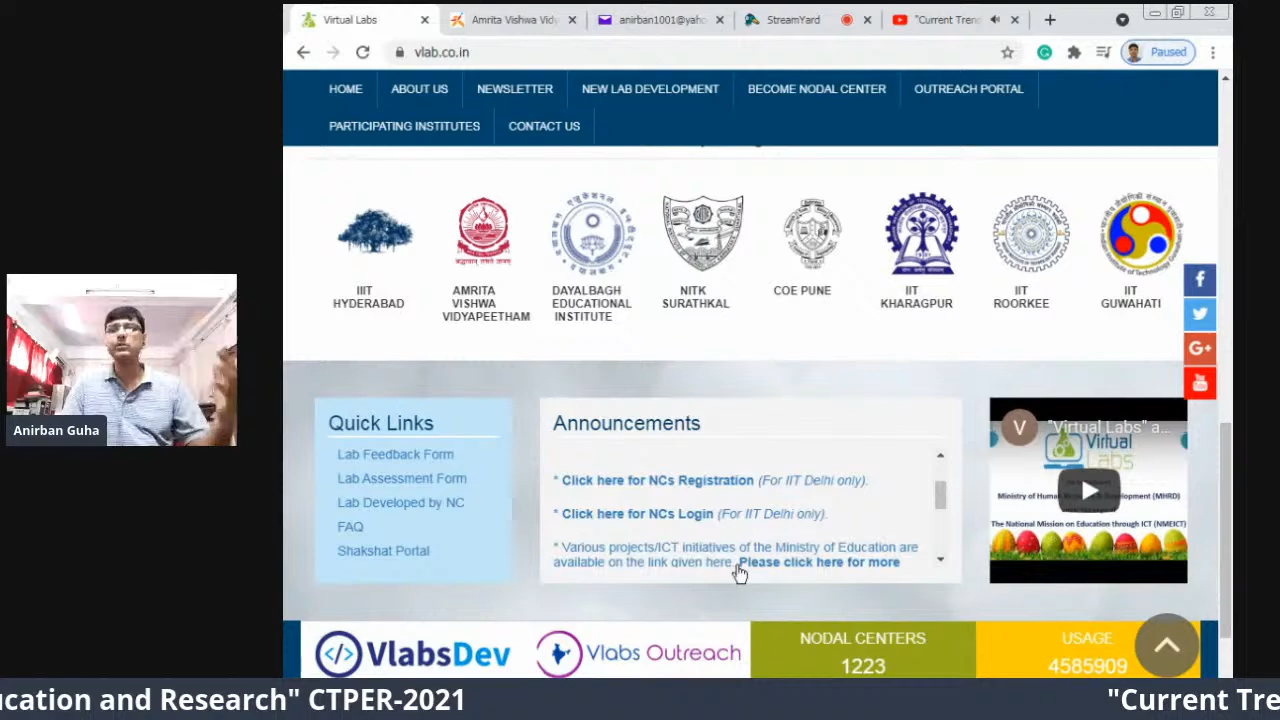 Virtual Labs
Amrita Vishwa Vidy
anirban1001@yaho
StreamYard
"Current Tren
vlab.co.in
Paused
HOME
ABOUT US
NEWSLETTER
NEW LAB DEVELOPMENT
BECOME NODAL CENTER
OUTREACH PORTAL
PARTICIPATING INSTITUTES
CONTACT US
IIIT
HYDERABAD
AMRITA
VISHWA
VIDYAPEETHAM
DAYALBAGH
EDUCATIONAL
INSTITUTE
NITK
SURATHKAL
COE PUNE
IIT
KHARAGPUR
IIT
ROORKEE
IIT
GUWAHATI
f
G+
You
Anirban Guha
Quick Links
Lab Feedback Form
Lab Assessment Form
Lab Developed by NC
FAQ
Shakshat Portal
Announcements
* Click here for NCs Registration (For IIT Delhi only).
* Click here for NCs Login (For IIT Delhi only).
* Various projects/ICT initiatives of the Ministry of Education are
available on the link given here. Please click here for more
V
"Virtual Labs" a...
Virtual
Labs
Ministry of Human Development (MHRD)
The National Mission on Education through ICT (NMEICT)
</> VlabsDev
Vlabs Outreach
NODAL CENTERS
1223
USAGE
4585909
ucation and Research" CTPER-2021
"Current Tre